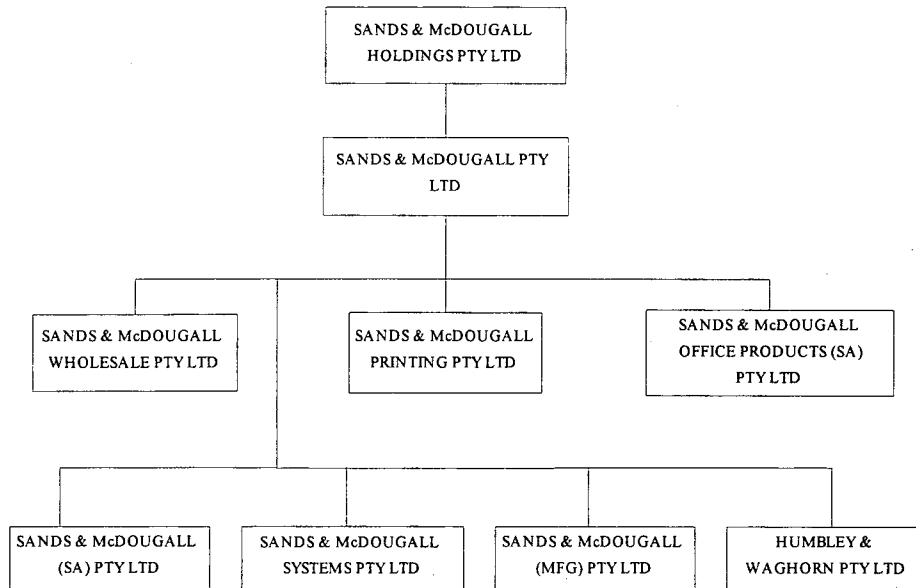 SANDS & McDOUGALL
HOLDINGS PTY LTD
SANDS & McDOUGALL PTY
LTD
SANDS & McDOUGALL
WHOLESALE PTY LTD
SANDS & McDOUGALL
PRINTING PTY LTD
SANDS & McDOUGALL
OFFICE PRODUCTS (SA)
PTY LTD
SANDS & McDOUGALL
(SA) PTY LTD
SANDS & McDOUGALL
SYSTEMS PTY LTD
SANDS & McDOUGALL
(MFG) PTY LTD
HUMBLEY &
WAGHORN PTY LTD